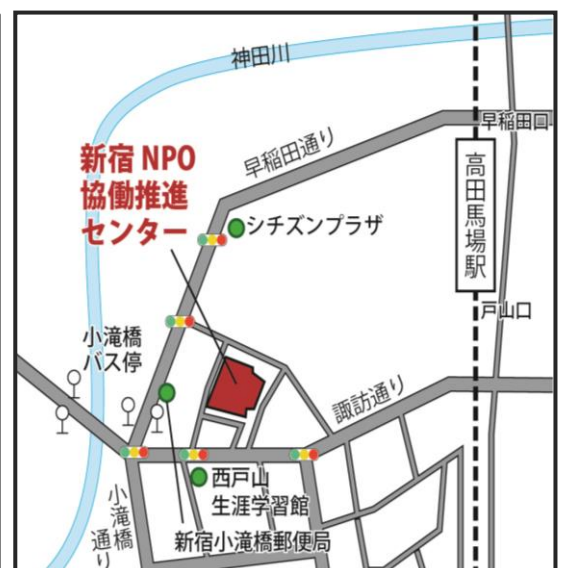 神田川
早稲田口
早稲田通り
新宿 NPO
協働推進
センター
高田馬場駅
シチズンプラザ
戸山口
小滝橋
バス停
諏訪通り
西戸山
生涯学習館
小滝橋
通り
新宿小滝橋郵便局